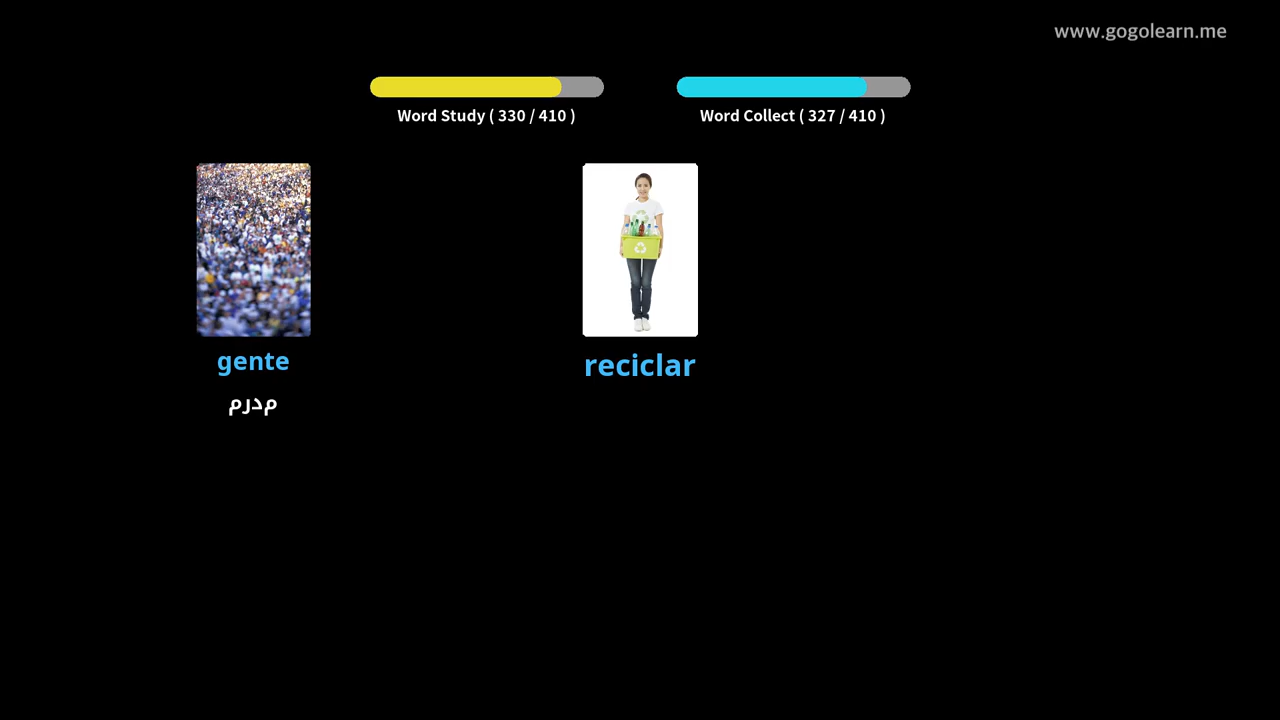 www.gogolearn.me
Word Study ( 330 / 410 )
Word Collect ( 327 / 410 )
gente
مردم
reciclar